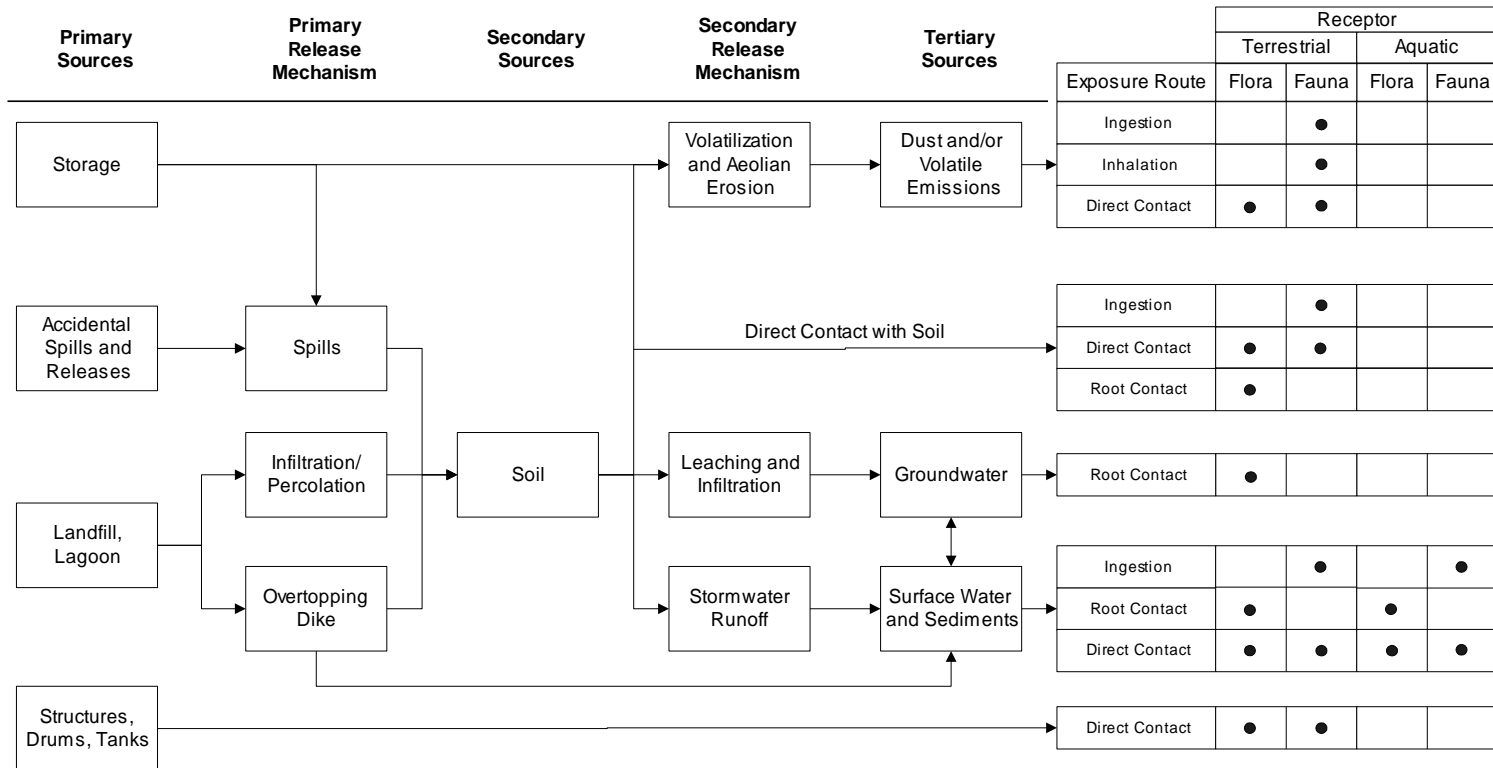 Primary
Sources
Primary
Release
Mechanism
Secondary
Sources
Secondary
Release
Mechanism
Tertiary
Sources
Receptor
Terrestrial Aquatic
Exposure Route Flora Fauna Flora Fauna
Storage
Volatilization
and Aeolian
Erosion
Dust and/or
Volatile
Emissions
Ingestion
Inhalation
Direct Contact
Accidental
Spills and
Releases
Spills
Direct Contact with Soil
Ingestion
Direct Contact
Root Contact
Landfill,
Lagoon
Infiltration/
Percolation
Soil
Leaching and
Infiltration
Groundwater
Root Contact
Overtopping
Dike
Stormwater
Runoff
Surface Water
and Sediments
Ingestion
Root Contact
Direct Contact
Structures,
Drums, Tanks
Direct Contact